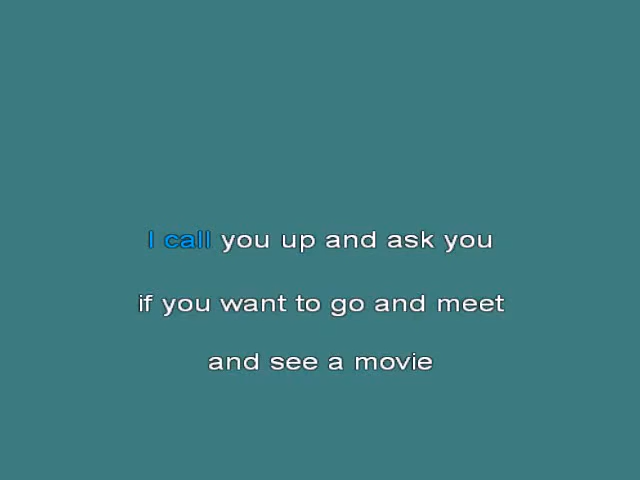 I call you up and ask you
if you want to go and meet
and see a movie